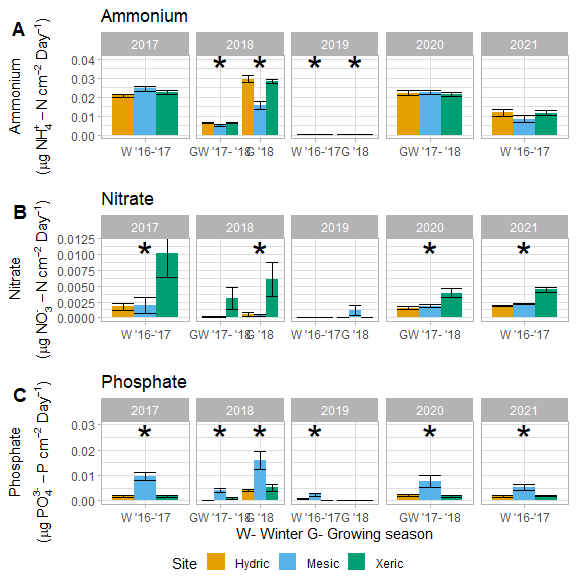 A
Ammonium
2017 2018 2019 2020 2021
Ammonium
(μg NH₄⁺ – N cm⁻² Day⁻¹)
0.04
0.03
0.02
0.01
0.00
* * * *
W '16-'17 GW '17- '18 G '18 W '16-'17 G '18 GW '17- '18 W '16-'17
B
Nitrate
2017 2018 2019 2020 2021
Nitrate
(μg NO₃⁻ – N cm⁻² Day⁻¹)
0.0125
0.0100
0.0075
0.0050
0.0025
0.0000
* * * *
W '16-'17 GW '17- '18 G '18 W '16-'17 G '18 GW '17- '18 W '16-'17
C
Phosphate
2017 2018 2019 2020 2021
Phosphate
(μg PO₄³⁻ – P cm⁻² Day⁻¹)
0.03
0.02
0.01
0.00
* * * * * *
W '16-'17 GW '17- '18 G '18 W '16-'17 G '18 GW '17- '18 W '16-'17
W- Winter G- Growing season
Site Hydric Mesic Xeric